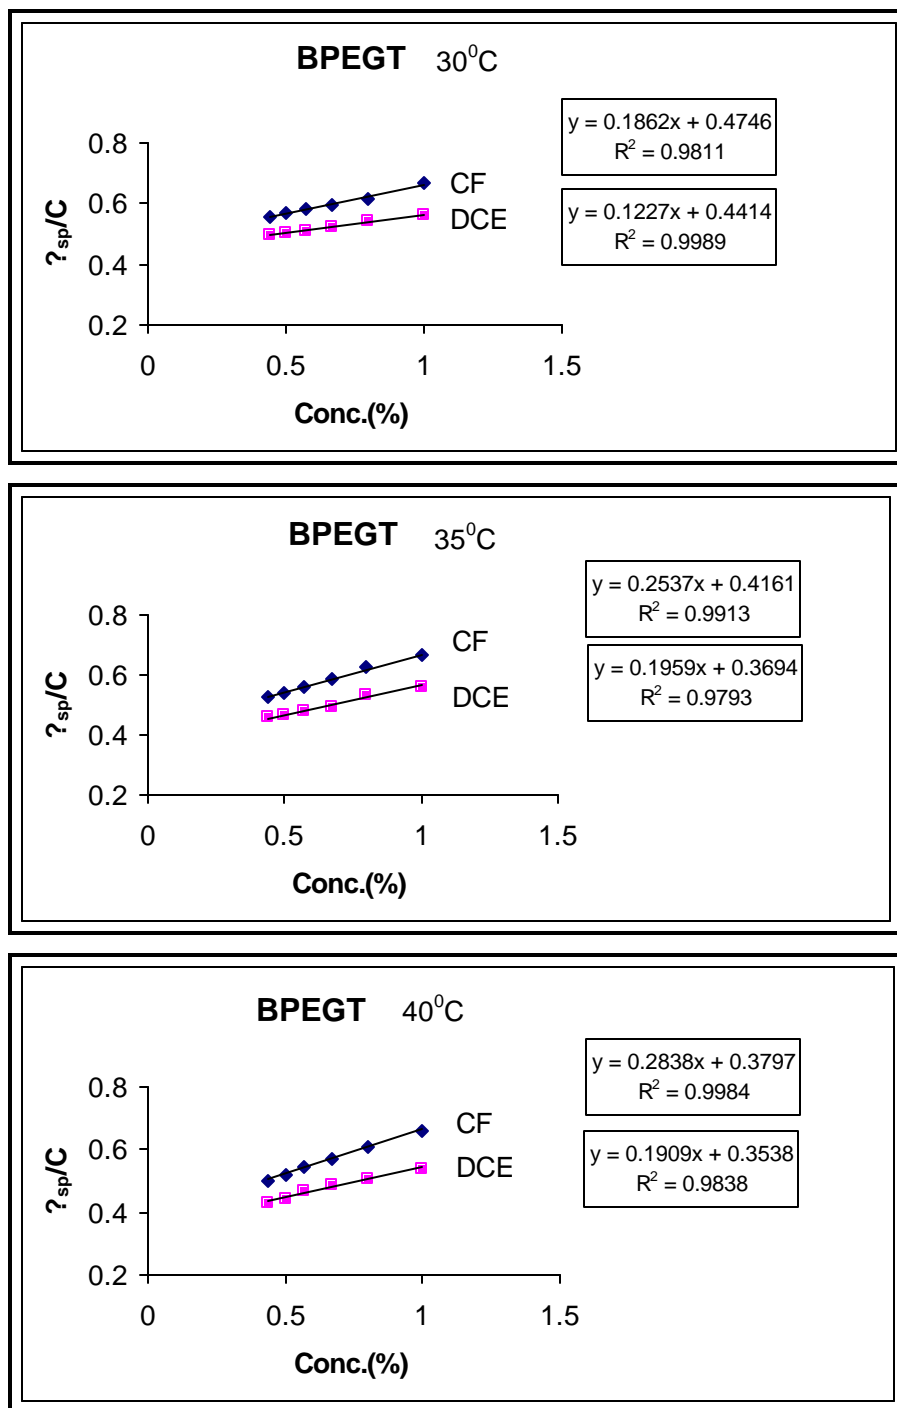 BPEGT 30⁰C
y = 0.1862x + 0.4746
R² = 0.9811
y = 0.1227x + 0.4414
R² = 0.9989
CF
DCE
?sp/C
0.8
0.6
0.4
0.2
0 0.5 1 1.5
Conc.(%)
BPEGT 35⁰C
y = 0.2537x + 0.4161
R² = 0.9913
y = 0.1959x + 0.3694
R² = 0.9793
CF
DCE
?sp/C
0.8
0.6
0.4
0.2
0 0.5 1 1.5
Conc.(%)
BPEGT 40⁰C
y = 0.2838x + 0.3797
R² = 0.9984
y = 0.1909x + 0.3538
R² = 0.9838
CF
DCE
?sp/C
0.8
0.6
0.4
0.2
0 0.5 1 1.5
Conc.(%)